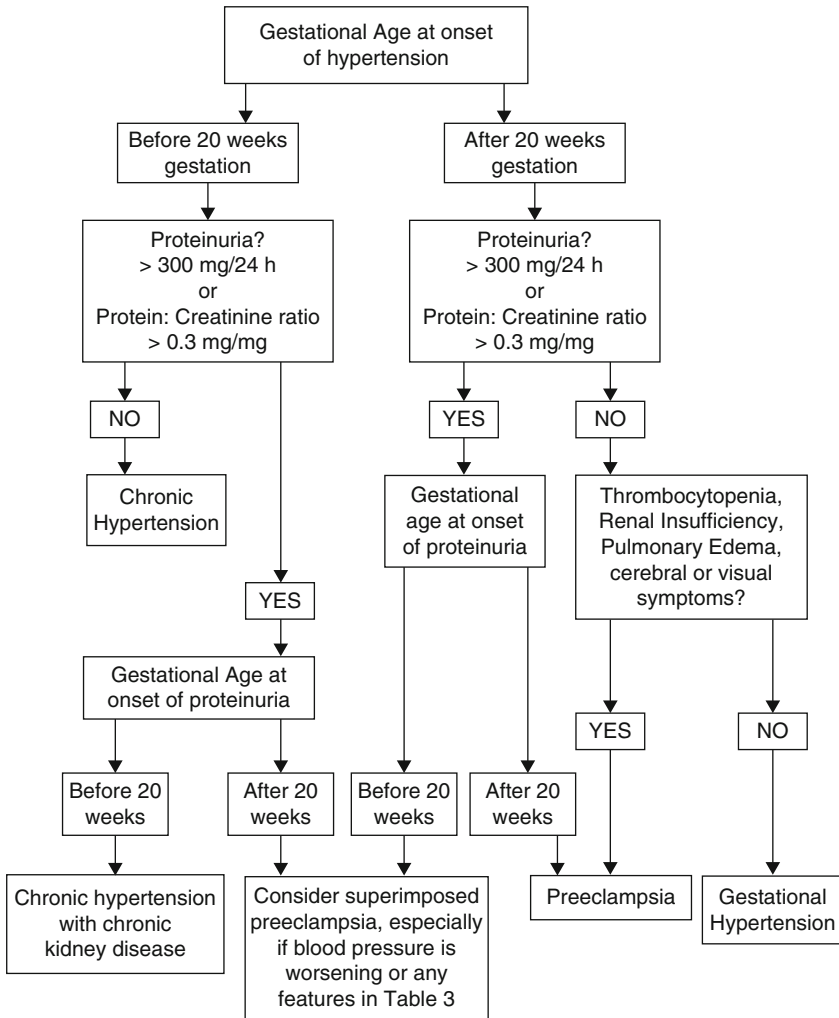 Gestational Age at onset
of hypertension
Before 20 weeks
gestation
After 20 weeks
gestation
Proteinuria?
> 300 mg/24 h
or
Protein: Creatinine ratio
> 0.3 mg/mg
Proteinuria?
> 300 mg/24 h
or
Protein: Creatinine ratio
> 0.3 mg/mg
NO
YES
NO
Chronic
Hypertension
Gestational
age at onset
of proteinuria
Thrombocytopenia,
Renal Insufficiency,
Pulmonary Edema,
cerebral or visual
symptoms?
YES
Gestational Age at
onset of proteinuria
YES
NO
Before 20
weeks
After 20
weeks
Before 20
weeks
After 20
weeks
Chronic hypertension
with chronic
kidney disease
Consider superimposed
preeclampsia, especially
if blood pressure is
worsening or any
features in Table 3
Preeclampsia
Gestational
Hypertension